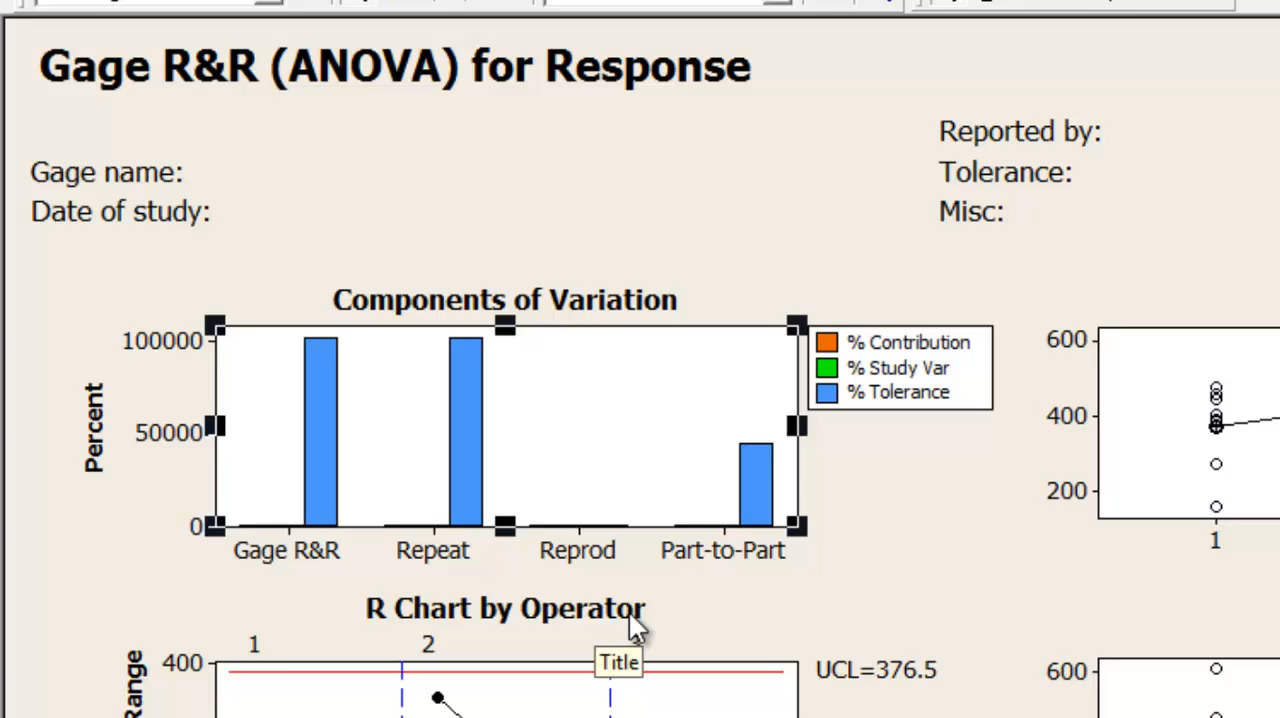 Gage R&R (ANOVA) for Response
Reported by:
Gage name:
Tolerance:
Date of study:
Misc:
Components of Variation
100000
50000
0
Percent
Gage R&R
Repeat
Reprod
Part-to-Part
% Contribution
% Study Var
% Tolerance
600
400
200
1
R Chart by Operator
Title
1
2
400
Range
UCL=376.5
600